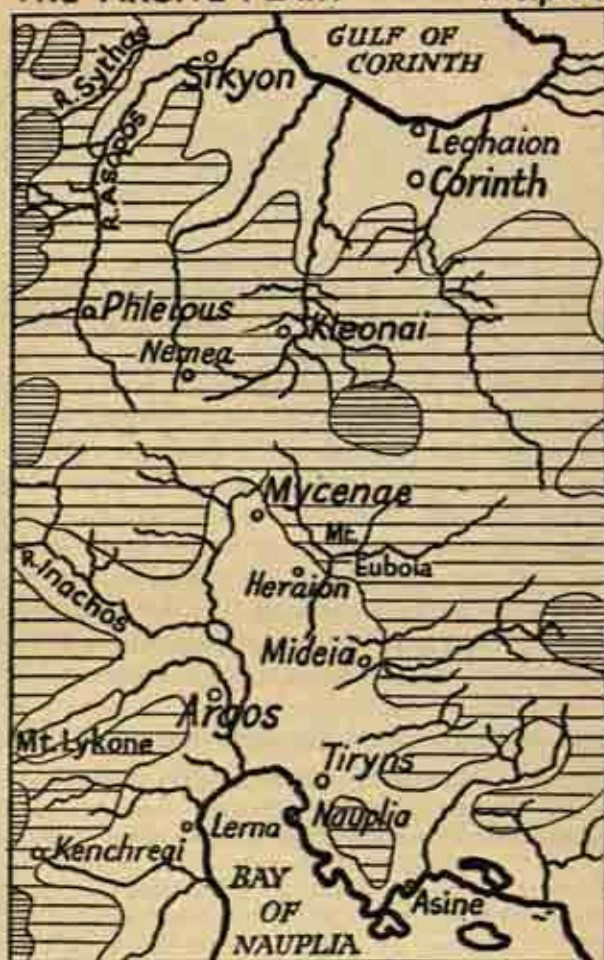 GULF OF
CORINTH
R. Sythas
Sikyon
R. Asopos
Lechaion
Corinth
Phleious
Kleonai
Nemea
Mycenae
Mt.
Euboia
R. Inachos
Heraion
Mideia
Argos
Mt. Lykone
Tiryns
Nauplia
Lerna
Kenchreai
Asine
BAY
OF
NAUPLIA